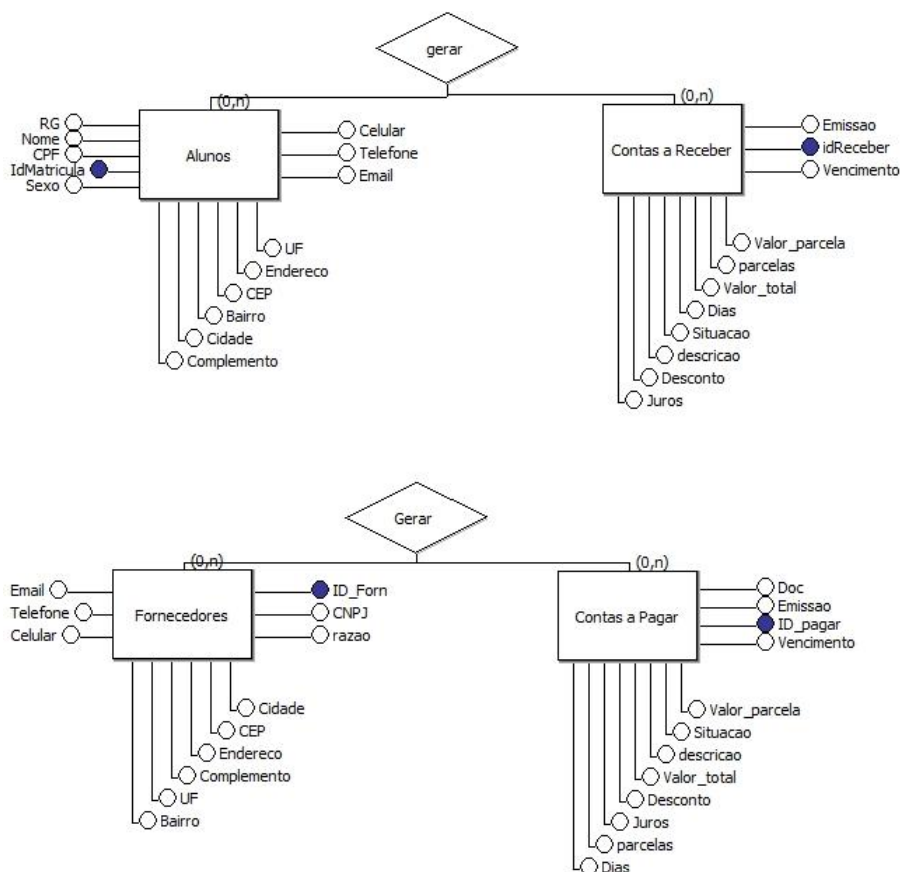 gerar
(0,n)
(0,n)
RG
Nome
CPF
IdMatricula
Sexo
Alunos
Celular
Telefone
Email
UF
Endereco
CEP
Bairro
Cidade
Complemento
Contas a Receber
Emissao
idReceber
Vencimento
Valor_parcela
parcelas
Valor_total
Dias
Situacao
descricao
Desconto
Juros
Gerar
(0,n)
(0,n)
Email
Telefone
Celular
Fornecedores
ID_Forn
CNPJ
razao
Cidade
CEP
Endereco
Complemento
UF
Bairro
Contas a Pagar
Doc
Emissao
ID_pagar
Vencimento
Valor_parcela
Situacao
descricao
Valor_total
Desconto
Juros
parcelas
Dias